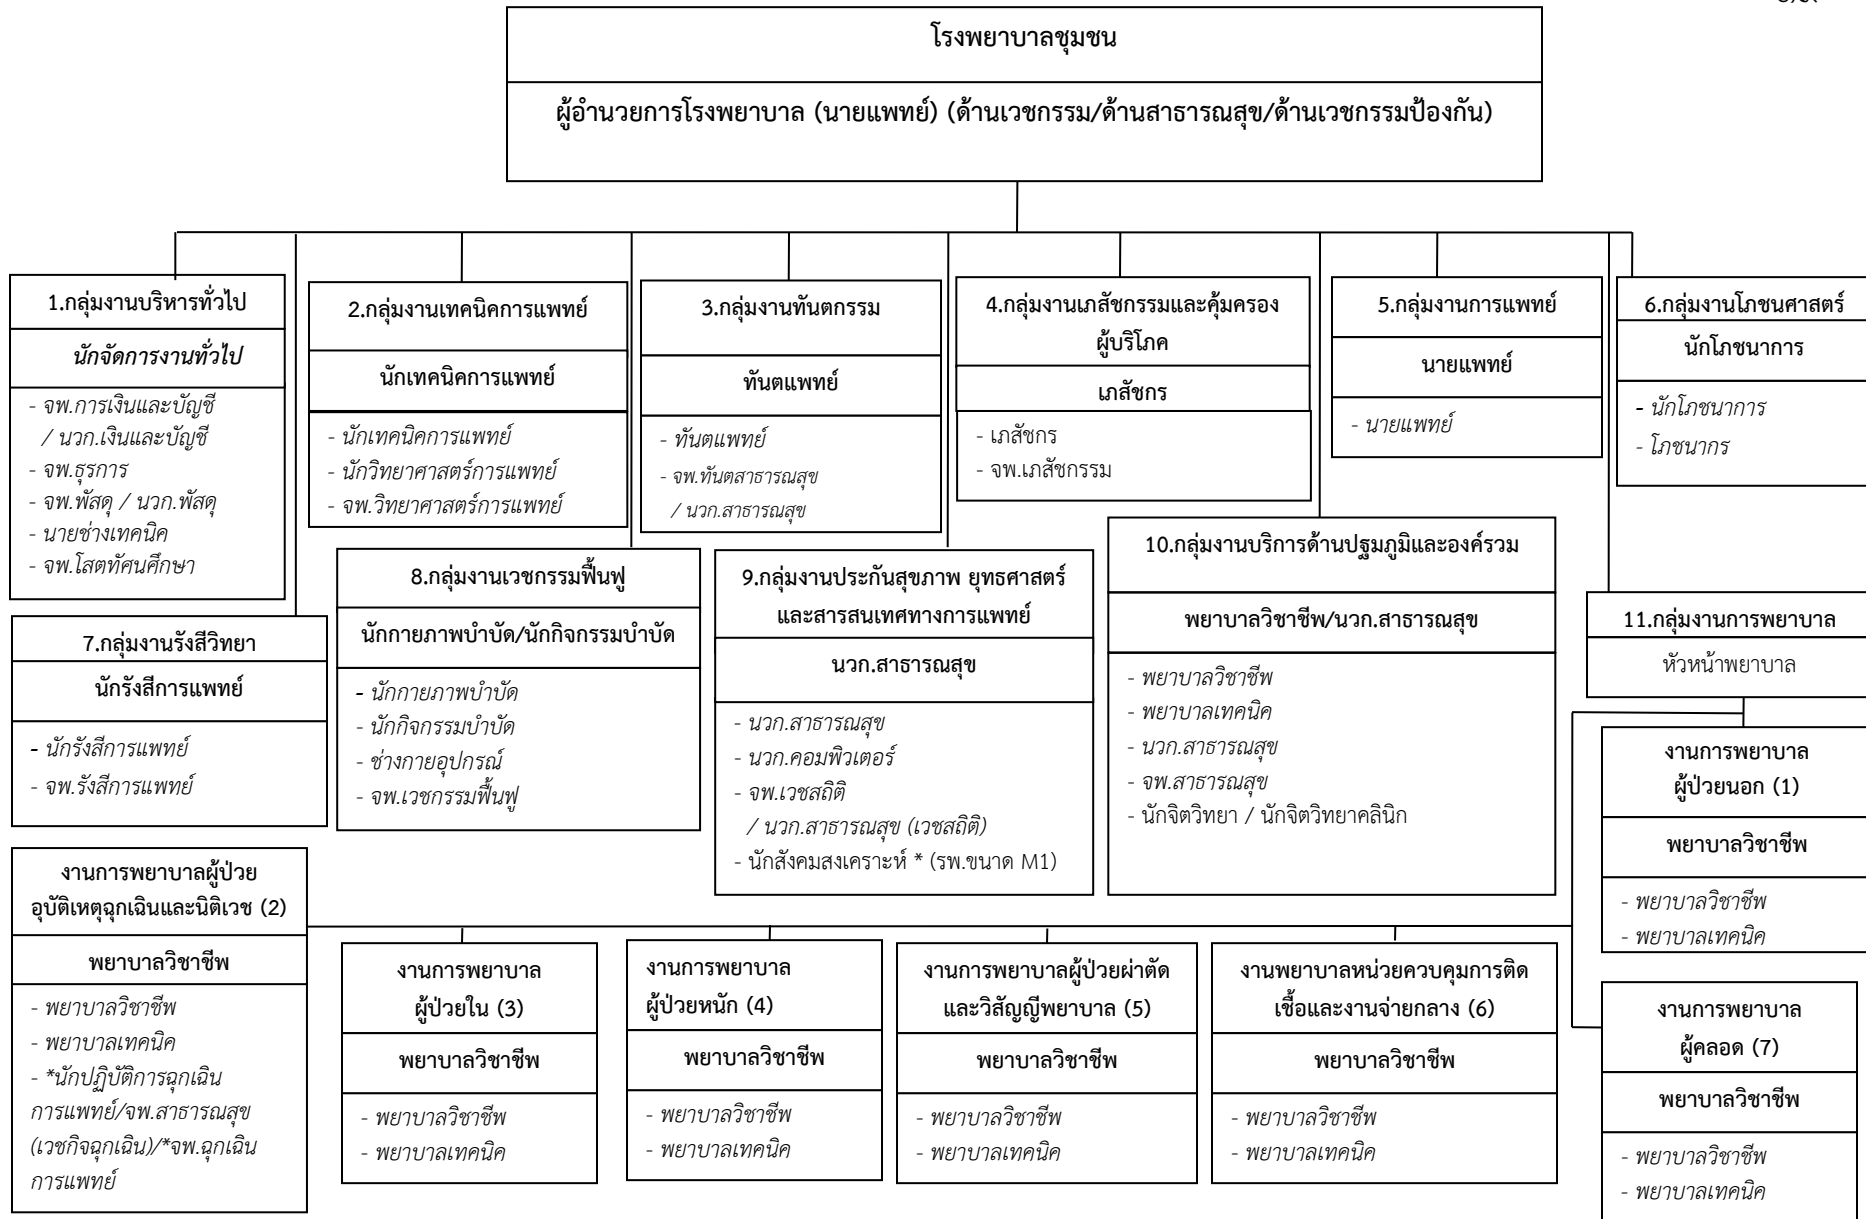 โรงพยาบาลชุมชน
ผู้อำนวยการโรงพยาบาล (นายแพทย์) (ด้านเวชกรรม/ด้านสาธารณสุข/ด้านเวชกรรมป้องกัน)
1.กลุ่มงานบริหารทั่วไป
นักจัดการงานทั่วไป
- จพ.การเงินและบัญชี
/ นวก.เงินและบัญชี
- จพ.ธุรการ
- จพ.พัสดุ / นวก.พัสดุ
- นายช่างเทคนิค
- จพ.โสตทัศนศึกษา
2.กลุ่มงานเทคนิคการแพทย์
นักเทคนิคการแพทย์
- นักเทคนิคการแพทย์
- นักวิทยาศาสตร์การแพทย์
- จพ.วิทยาศาสตร์การแพทย์
3.กลุ่มงานทันตกรรม
ทันตแพทย์
- ทันตแพทย์
- จพ.ทันตสาธารณสุข
/ นวก.สาธารณสุข
4.กลุ่มงานเภสัชกรรมและคุ้มครอง
ผู้บริโภค
เภสัชกร
- เภสัชกร
- จพ.เภสัชกรรม
5.กลุ่มงานการแพทย์
นายแพทย์
- นายแพทย์
6.กลุ่มงานโภชนศาสตร์
นักโภชนาการ
- นักโภชนาการ
- โภชนากร
7.กลุ่มงานรังสีวิทยา
นักรังสีการแพทย์
- นักรังสีการแพทย์
- จพ.รังสีการแพทย์
8.กลุ่มงานเวชกรรมฟื้นฟู
นักกายภาพบำบัด/นักกิจกรรมบำบัด
- นักกายภาพบำบัด
- นักกิจกรรมบำบัด
- ช่างกายอุปกรณ์
- จพ.เวชกรรมฟื้นฟู
9.กลุ่มงานประกันสุขภาพ ยุทธศาสตร์
และสารสนเทศทางการแพทย์
นวก.สาธารณสุข
- นวก.สาธารณสุข
- นวก.คอมพิวเตอร์
- จพ.เวชสถิติ
/ นวก.สาธารณสุข (เวชสถิติ)
- นักสังคมสงเคราะห์ * (รพ.ขนาด M1)
10.กลุ่มงานบริการด้านปฐมภูมิและองค์รวม
พยาบาลวิชาชีพ/นวก.สาธารณสุข
- พยาบาลวิชาชีพ
- พยาบาลเทคนิค
- นวก.สาธารณสุข
- จพ.สาธารณสุข
- นักจิตวิทยา / นักจิตวิทยาคลินิก
11.กลุ่มงานการพยาบาล
หัวหน้าพยาบาล
งานการพยาบาล
ผู้ป่วยนอก (1)
พยาบาลวิชาชีพ
- พยาบาลวิชาชีพ
- พยาบาลเทคนิค
งานการพยาบาลผู้ป่วย
อุบัติเหตุฉุกเฉินและนิติเวช (2)
พยาบาลวิชาชีพ
- พยาบาลวิชาชีพ
- พยาบาลเทคนิค
- *นักปฏิบัติการฉุกเฉิน
การแพทย์/จพ.สาธารณสุข
(เวชกิจฉุกเฉิน)/*จพ.ฉุกเฉิน
การแพทย์
งานการพยาบาล
ผู้ป่วยใน (3)
พยาบาลวิชาชีพ
- พยาบาลวิชาชีพ
- พยาบาลเทคนิค
งานการพยาบาล
ผู้ป่วยหนัก (4)
พยาบาลวิชาชีพ
- พยาบาลวิชาชีพ
- พยาบาลเทคนิค
งานการพยาบาลผู้ป่วยผ่าตัด
และวิสัญญีพยาบาล (5)
พยาบาลวิชาชีพ
- พยาบาลวิชาชีพ
- พยาบาลเทคนิค
งานพยาบาลหน่วยควบคุมการติด
เชื้อและงานจ่ายกลาง (6)
พยาบาลวิชาชีพ
- พยาบาลวิชาชีพ
- พยาบาลเทคนิค
งานการพยาบาล
ผู้คลอด (7)
พยาบาลวิชาชีพ
- พยาบาลวิชาชีพ
- พยาบาลเทคนิค